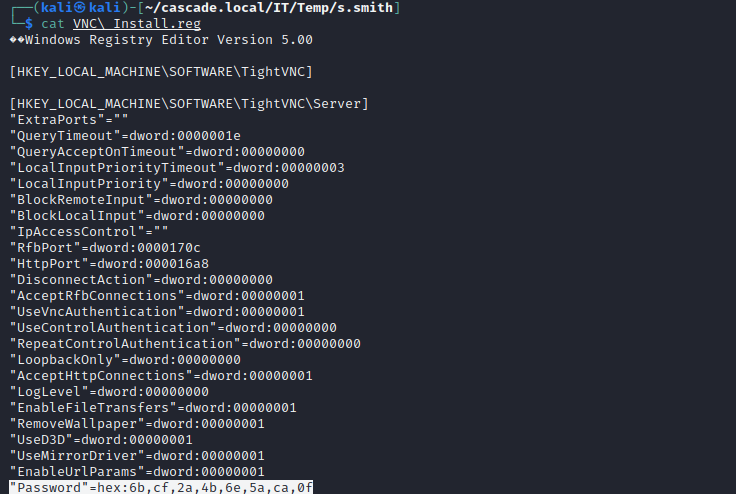 ┌──(kali㉿kali)-[~/cascade.local/IT/Temp/s.smith]
└─$ cat VNC\ Install.reg
��Windows Registry Editor Version 5.00
[HKEY_LOCAL_MACHINE\SOFTWARE\TightVNC]
[HKEY_LOCAL_MACHINE\SOFTWARE\TightVNC\Server]
"ExtraPorts"=""
"QueryTimeout"=dword:0000001e
"QueryAcceptOnTimeout"=dword:00000000
"LocalInputPriorityTimeout"=dword:00000003
"LocalInputPriority"=dword:00000000
"BlockRemoteInput"=dword:00000000
"BlockLocalInput"=dword:00000000
"IpAccessControl"=""
"RfbPort"=dword:0000170c
"HttpPort"=dword:000016a8
"DisconnectAction"=dword:00000000
"AcceptRfbConnections"=dword:00000001
"UseVncAuthentication"=dword:00000001
"UseControlAuthentication"=dword:00000000
"RepeatControlAuthentication"=dword:00000000
"LoopbackOnly"=dword:00000000
"AcceptHttpConnections"=dword:00000001
"LogLevel"=dword:00000000
"EnableFileTransfers"=dword:00000001
"RemoveWallpaper"=dword:00000001
"UseD3D"=dword:00000001
"UseMirrorDriver"=dword:00000001
"EnableUrlParams"=dword:00000001
"Password"=hex:6b,cf,2a,4b,6e,5a,ca,0f